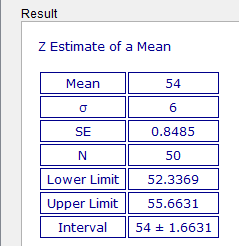 Result
Z Estimate of a Mean
Mean 54
σ 6
SE 0.8485
N 50
Lower Limit 52.3369
Upper Limit 55.6631
Interval 54 ± 1.6631